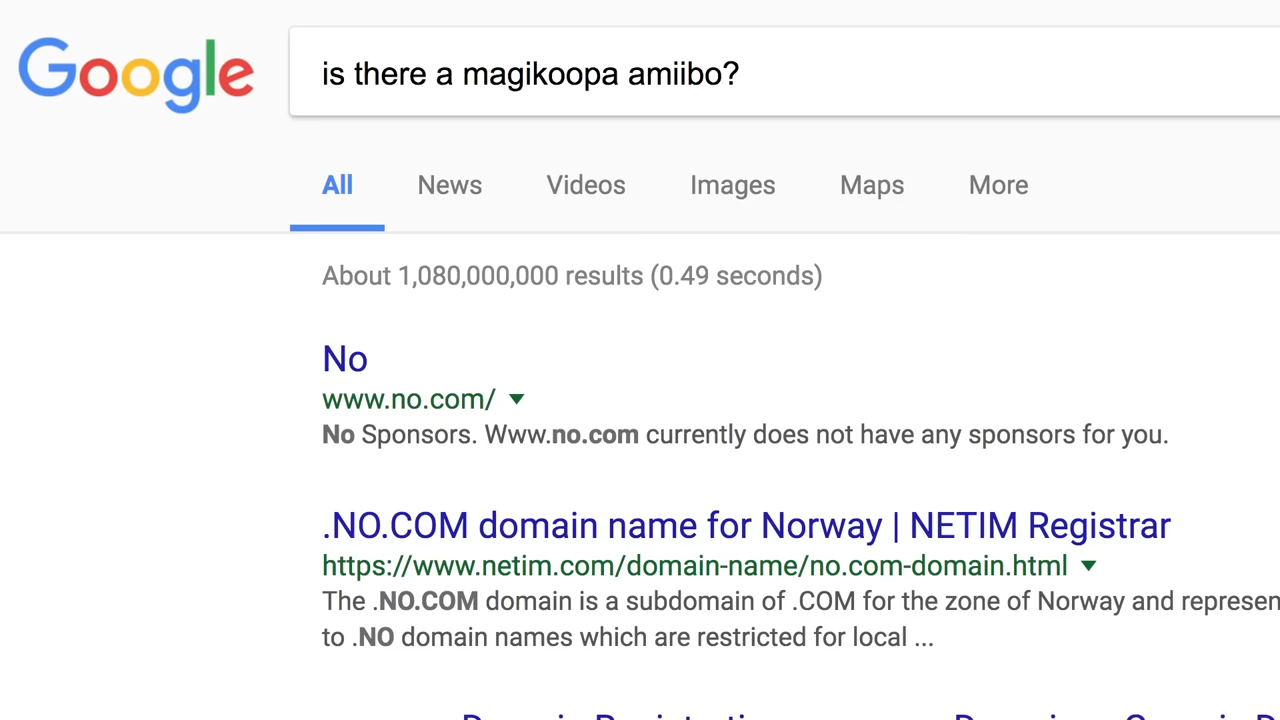 Google
is there a magikoopa amiibo?
All News Videos Images Maps More
About 1,080,000,000 results (0.49 seconds)
No
www.no.com/
No Sponsors. Www.no.com currently does not have any sponsors for you.
.NO.COM domain name for Norway | NETIM Registrar
https://www.netim.com/domain-name/no.com-domain.html
The .NO.COM domain is a subdomain of .COM for the zone of Norway and represen
to .NO domain names which are restricted for local ...